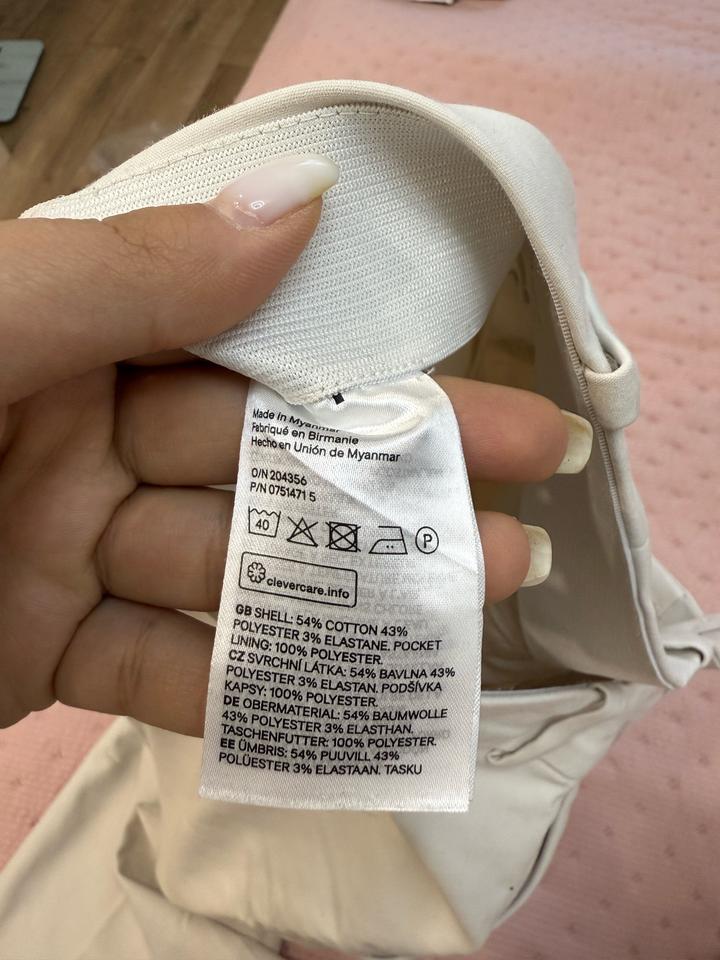 Made in Myanmar
Fabriqué en Birmanie
Hecho en Unión de Myanmar
O/N 204356
P/N 0751471 5
40 P
clevercare.info
GB SHELL: 54% COTTON 43%
POLYESTER 3% ELASTANE. POCKET
LINING: 100% POLYESTER.
CZ SVRCHNÍ LÁTKA: 54% BAVLNA 43%
POLYESTER 3% ELASTAN. PODŠÍVKA
KAPSY: 100% POLYESTER.
DE OBERMATERIAL: 54% BAUMWOLLE
43% POLYESTER 3% ELASTHAN.
TASCHENFUTTER: 100% POLYESTER.
EE ÜMBRIS: 54% PUUVILL 43%
POLÜESTER 3% ELASTAAN. TASKU